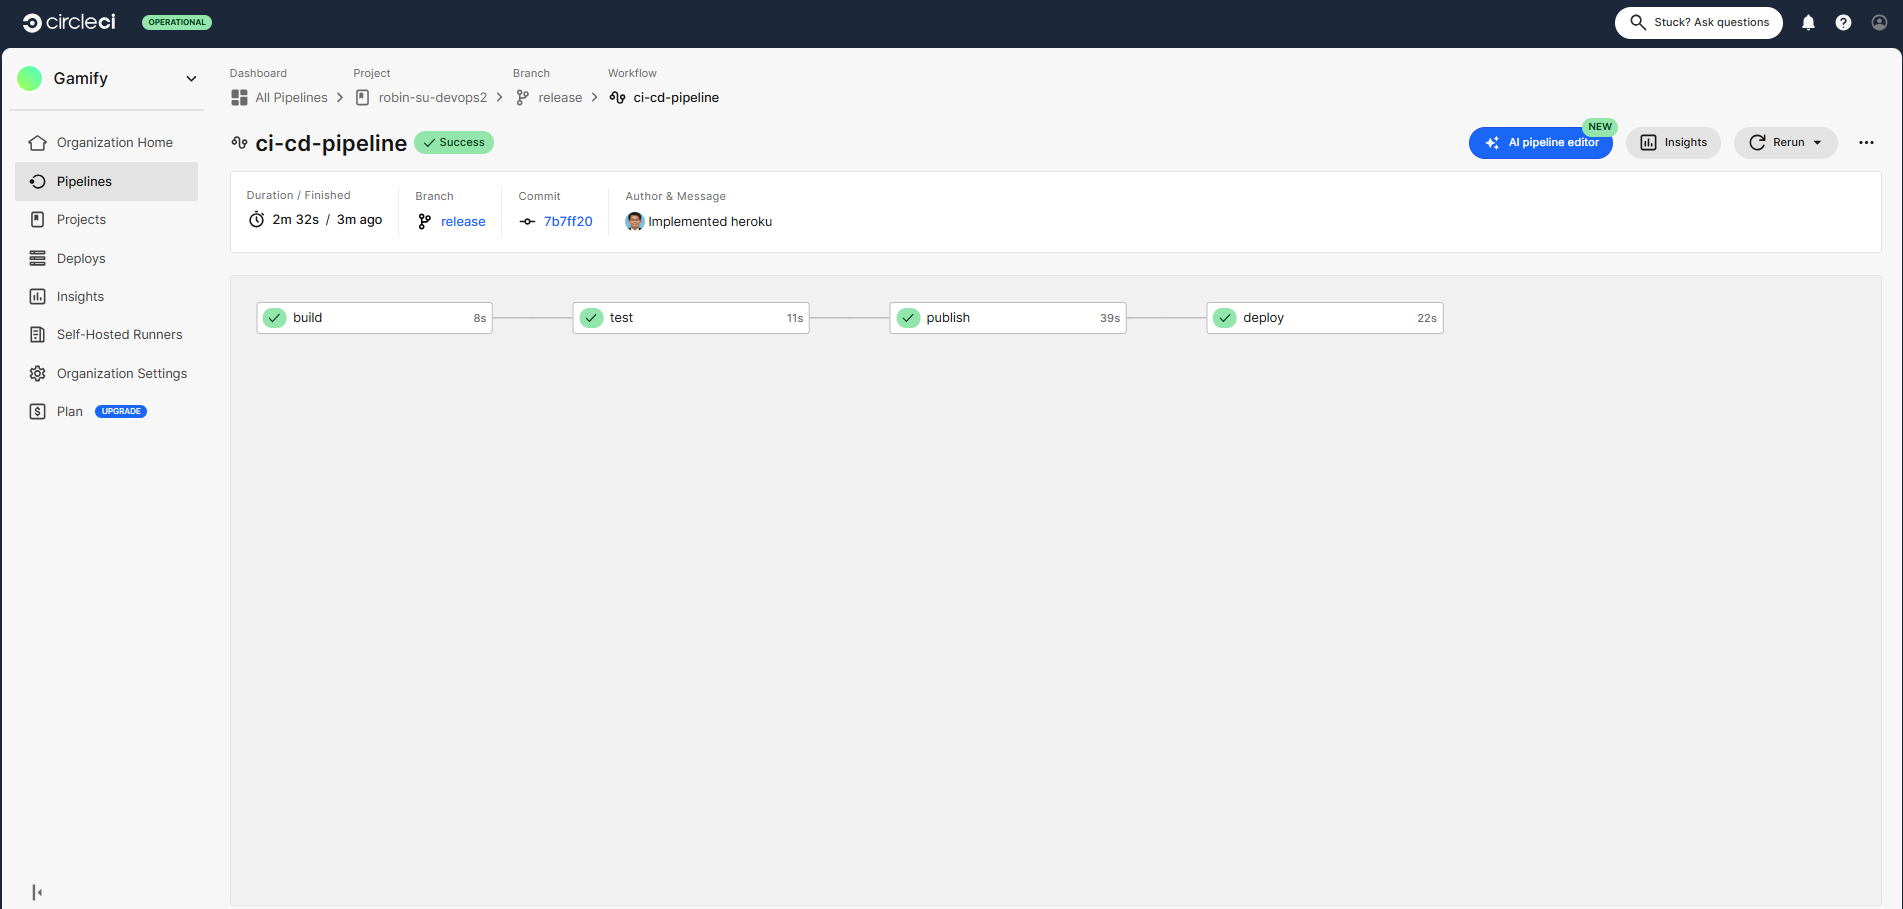 circleci
OPERATIONAL
Stuck? Ask questions
Gamify
Organization Home
Pipelines
Projects
Deploys
Insights
Self-Hosted Runners
Organization Settings
Plan UPGRADE
Dashboard Project Branch Workflow
All Pipelines robin-su-devops2 release ci-cd-pipeline
ci-cd-pipeline Success
NEW
AI pipeline editor Insights Rerun
Duration / Finished Branch Commit Author & Message
2m 32s / 3m ago release 7b7ff20 Implemented heroku
build 8s test 11s publish 39s deploy 22s